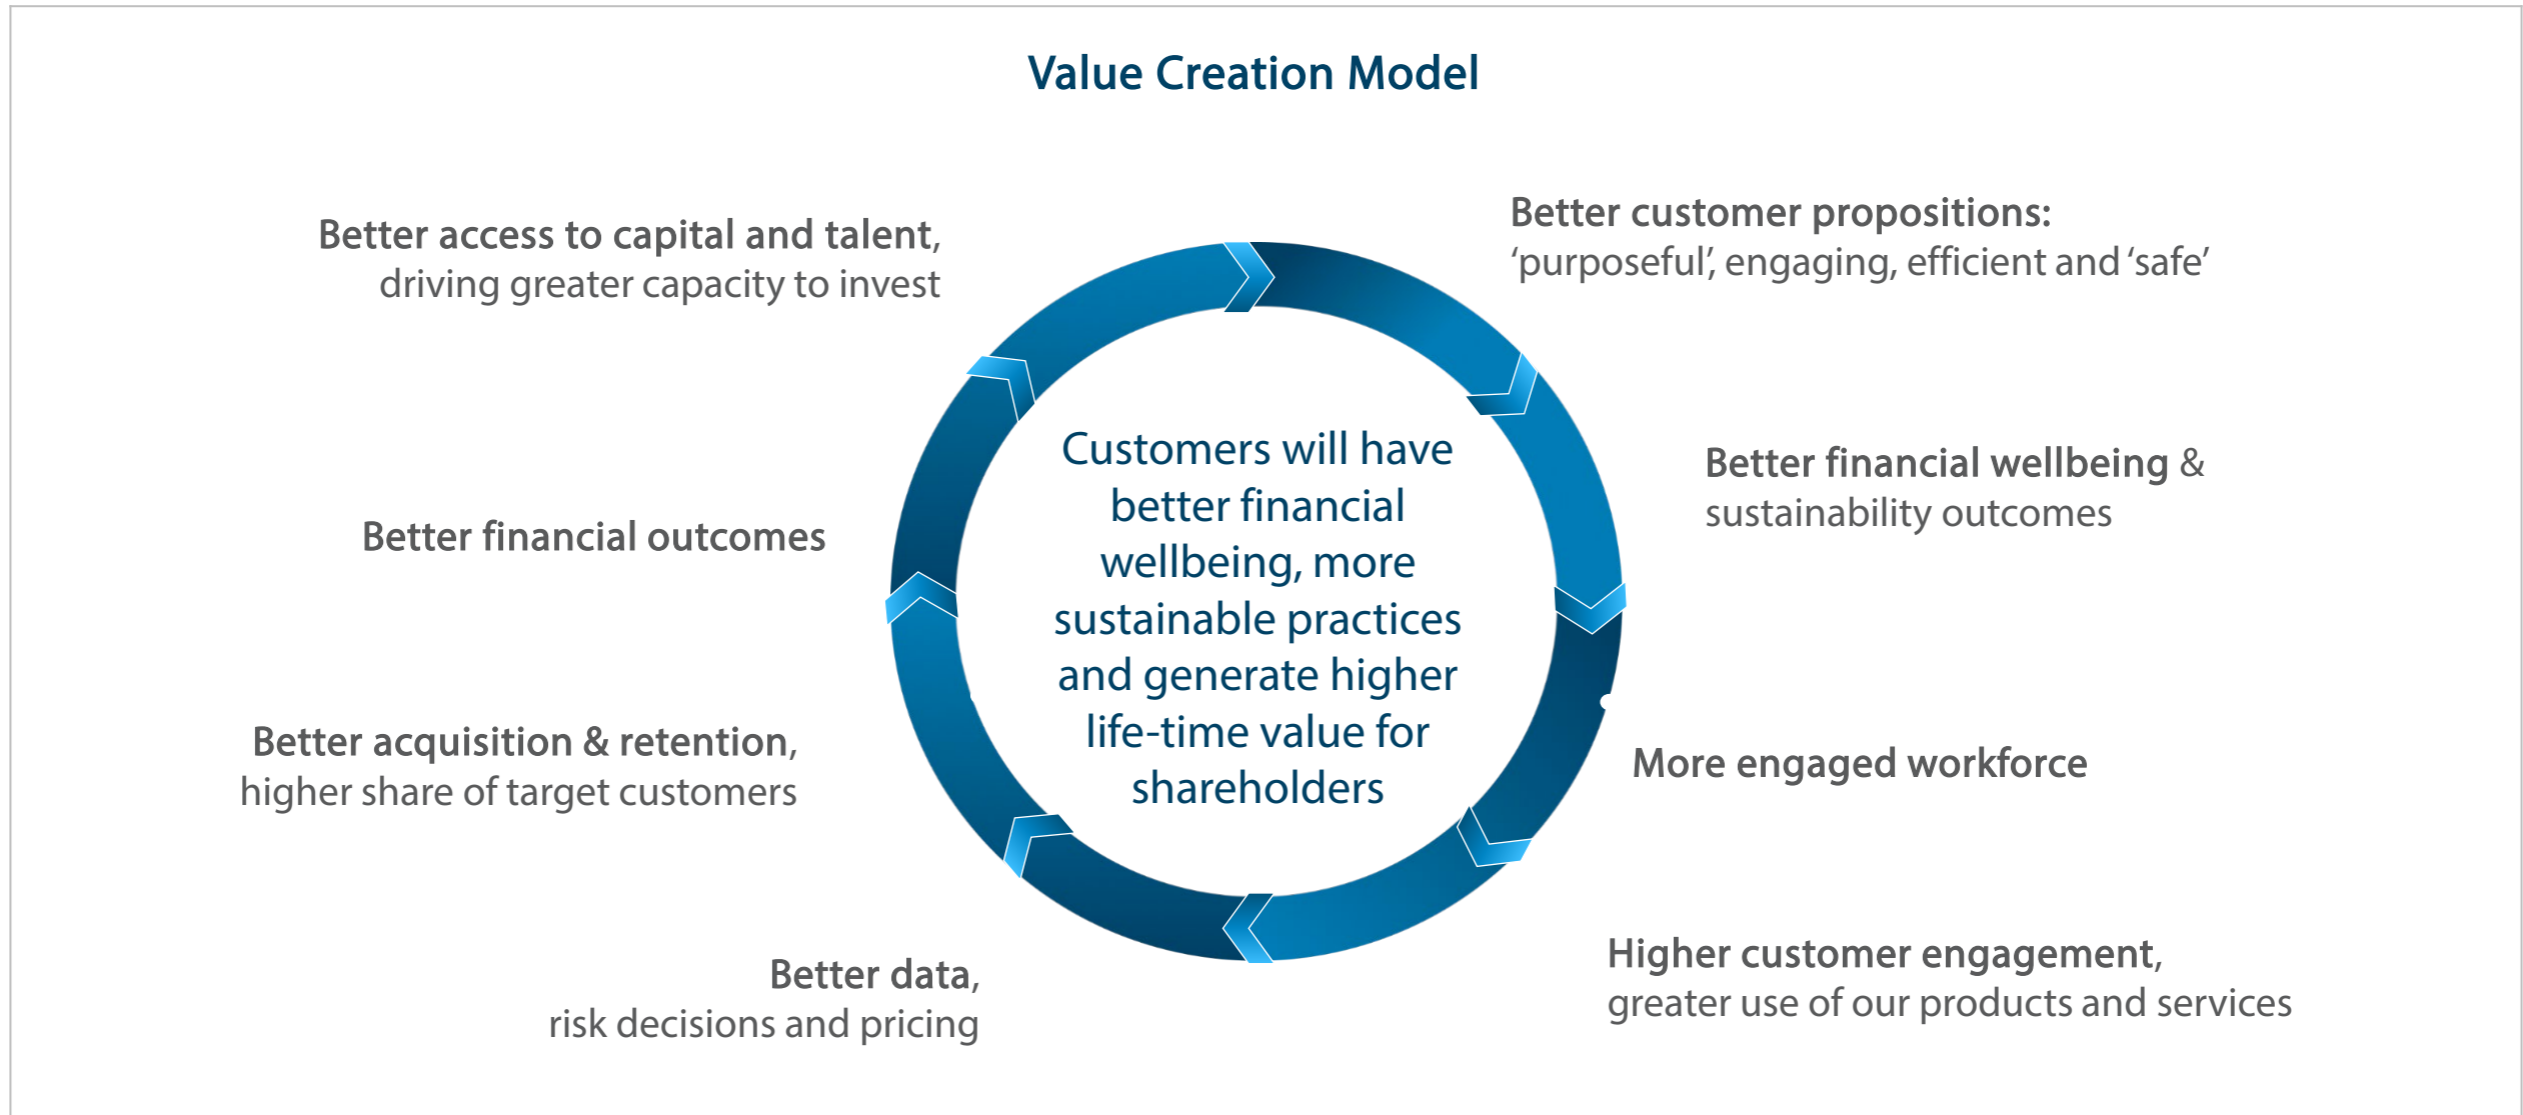 Value Creation Model
Better customer propositions:
‘purposeful’, engaging, efficient and ‘safe’
Better financial wellbeing &
sustainability outcomes
More engaged workforce
Higher customer engagement,
greater use of our products and services
Better data,
risk decisions and pricing
Better acquisition & retention,
higher share of target customers
Better financial outcomes
Better access to capital and talent,
driving greater capacity to invest
Customers will have
better financial
wellbeing, more
sustainable practices
and generate higher
life-time value for
shareholders